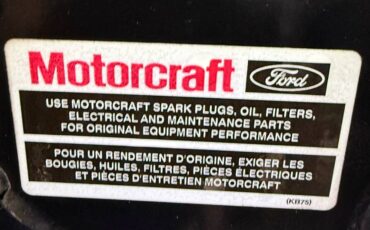 Motorcraft Ford
USE MOTORCRAFT SPARK PLUGS, OIL, FILTERS,
ELECTRICAL AND MAINTENANCE PARTS
FOR ORIGINAL EQUIPMENT PERFORMANCE
POUR UN RENDEMENT D'ORIGINE, EXIGER LES
BOUGIES, HUILES, FILTRES, PIÈCES ÉLECTRIQUES
ET PIÈCES D'ENTRETIEN MOTORCRAFT
(KB75)